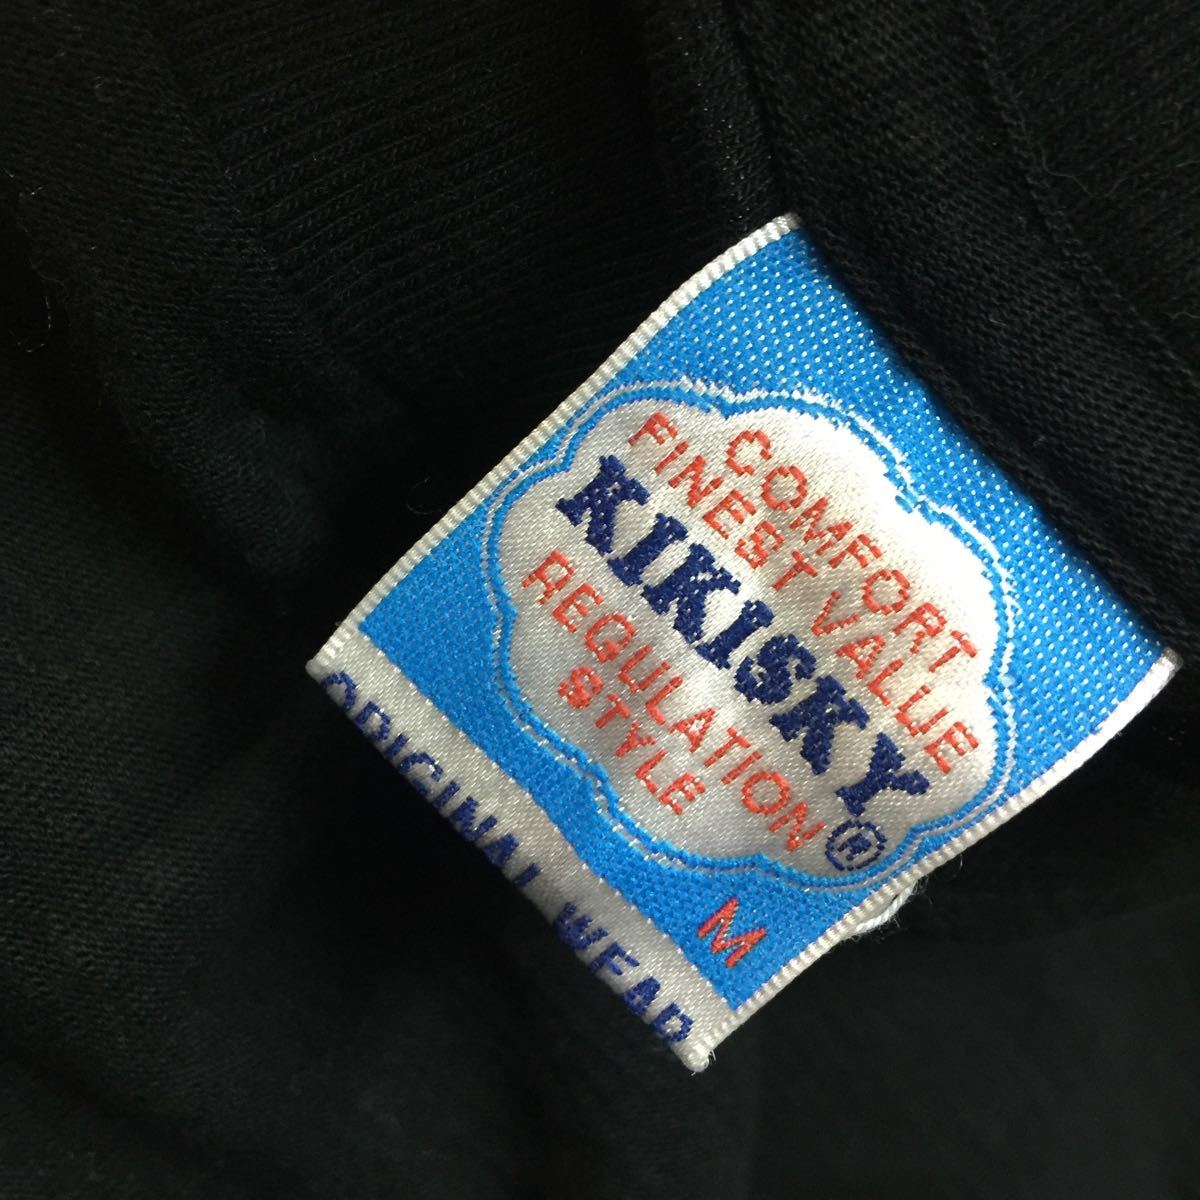 COMFORT
FINEST VALUE
KIKISKY®
REGULATION
STYLE
M
ORIGINAL WEAR